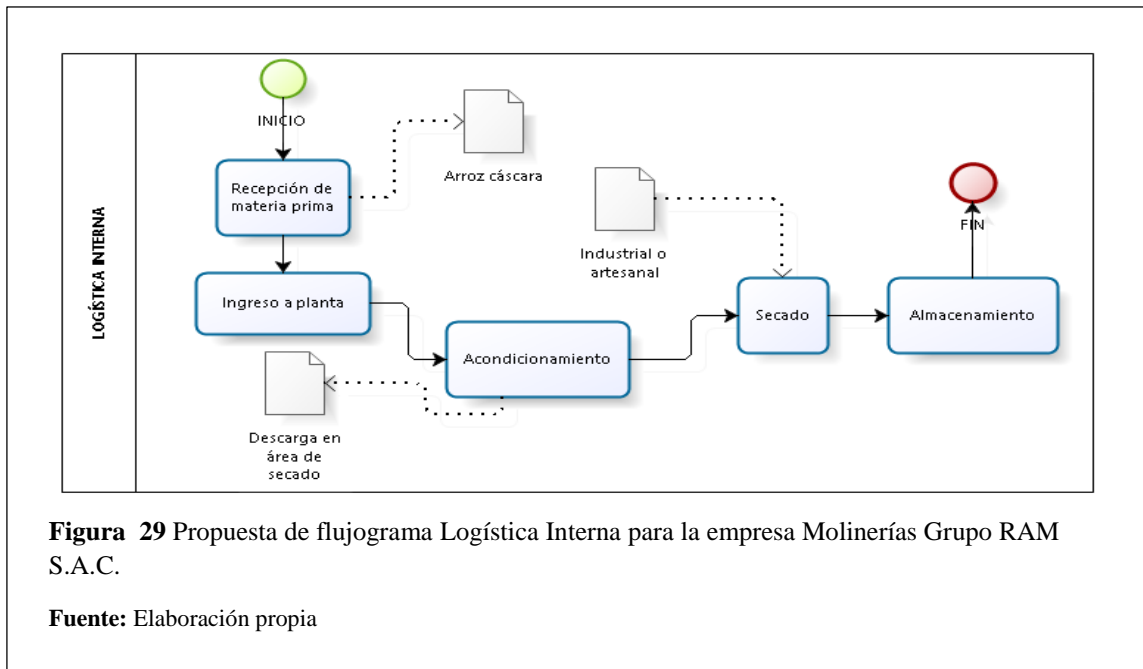 LOGÍSTICA INTERNA
INICIO
Recepción de
materia prima
Arroz cáscara
Ingreso a planta
Descarga en
área de
secado
Acondicionamiento
Industrial o
artesanal
Secado
Almacenamiento
FIN
Figura 29 Propuesta de flujograma Logística Interna para la empresa Molinerías Grupo RAM
S.A.C.
Fuente: Elaboración propia